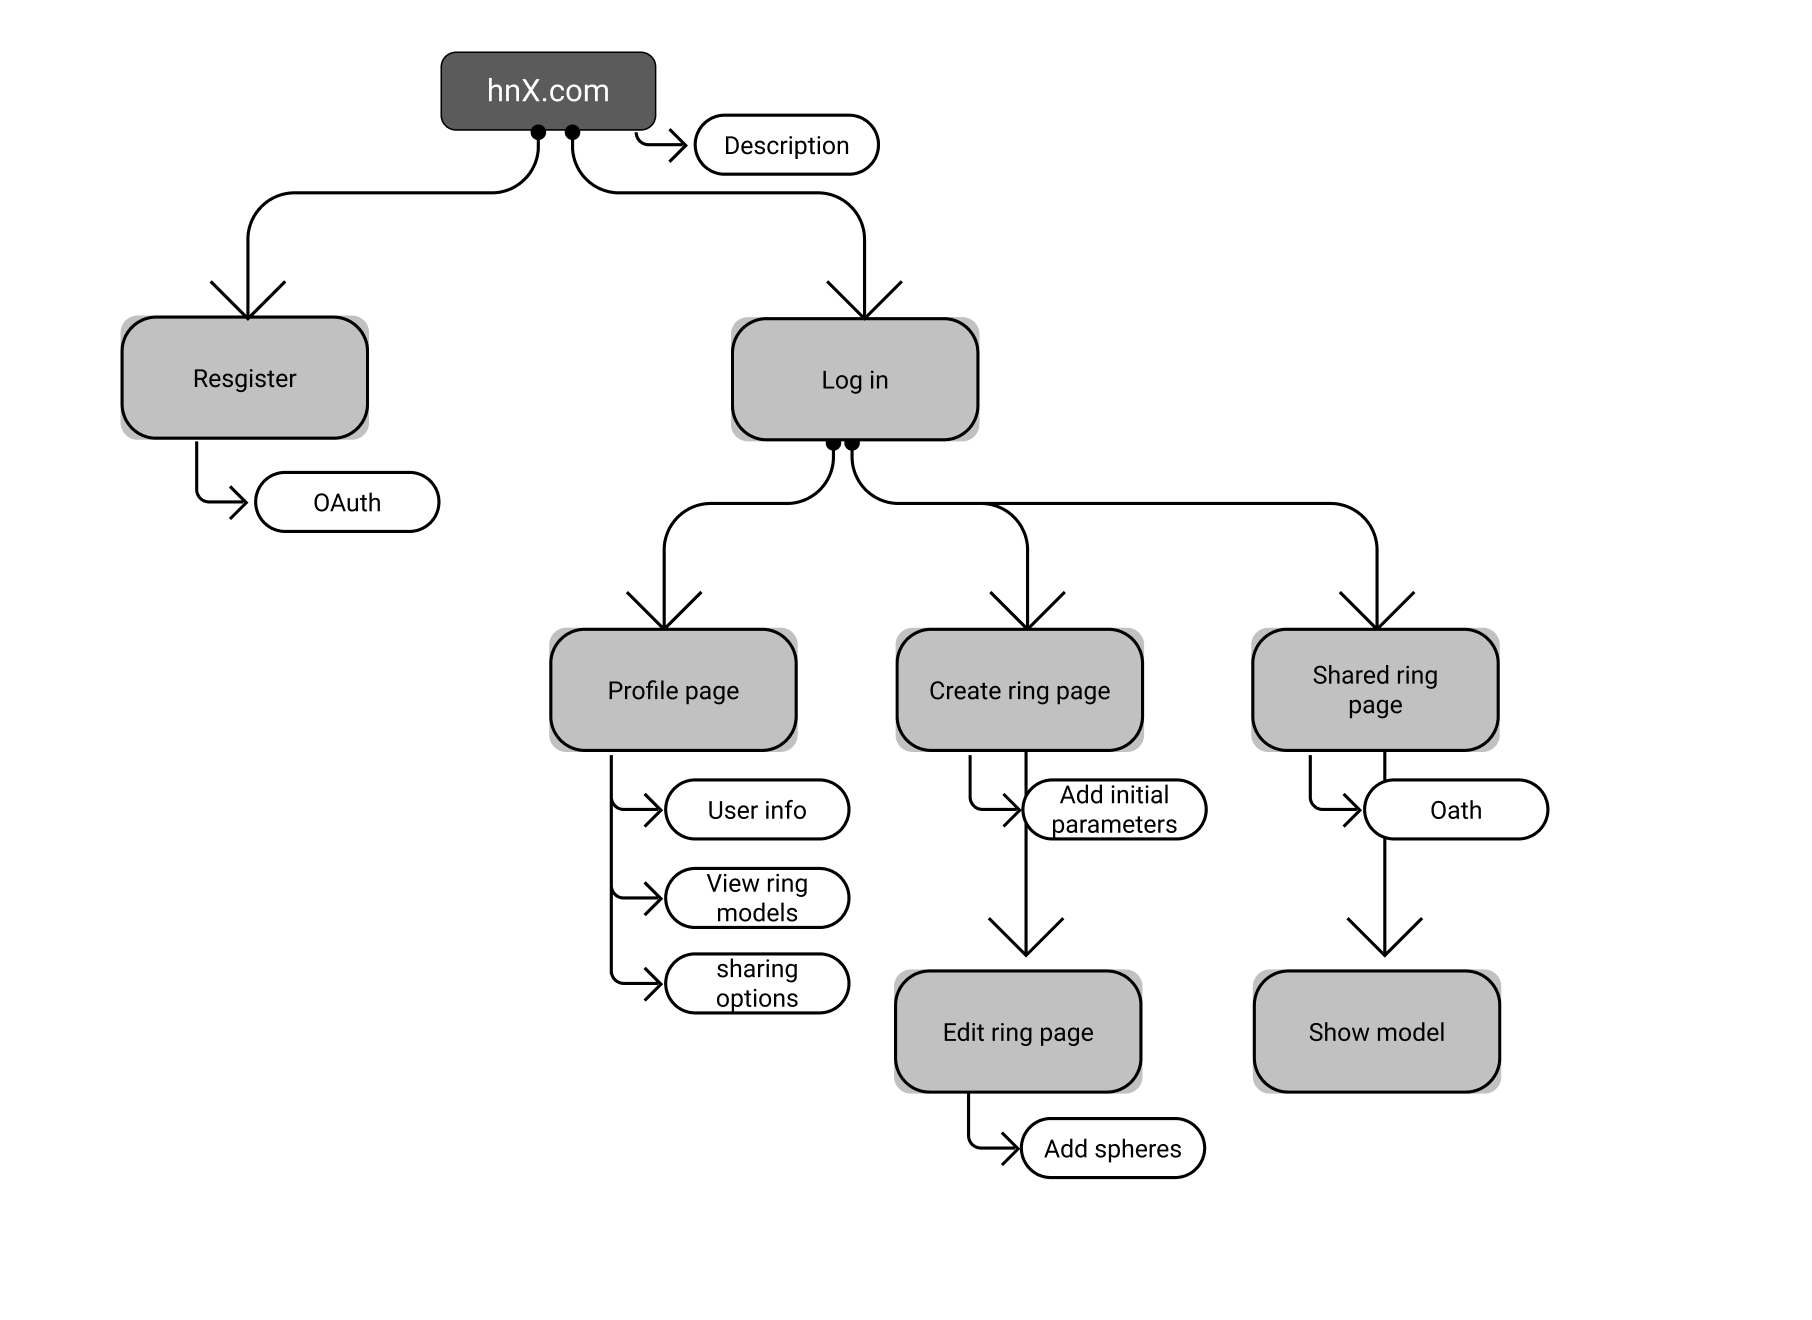 hnX.com
Description
Resgister
Log in
OAuth
Profile page
Create ring page
Shared ring
page
User info
Add initial
parameters
Oath
View ring
models
sharing
options
Edit ring page
Show model
Add spheres